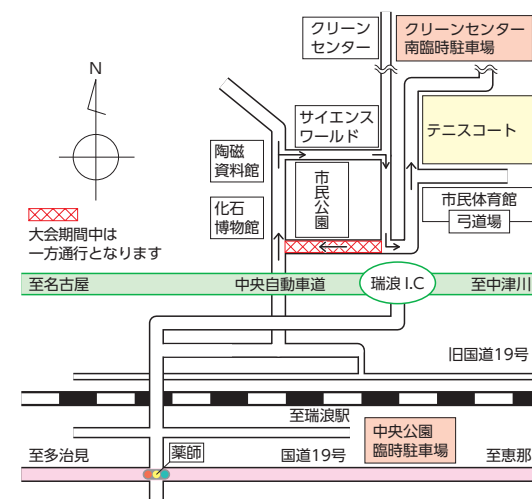 クリーン
センター
クリーンセンター
南臨時駐車場
N
サイエンス
ワールド
テニスコート
陶磁
資料館
市民公園
市民体育館
弓道場
化石
博物館
大会期間中は
一方通行となります
至名古屋
中央自動車道
瑞浪 I.C
至中津川
旧国道19号
至瑞浪駅
中央公園
臨時駐車場
至多治見
薬師
国道19号
至恵那